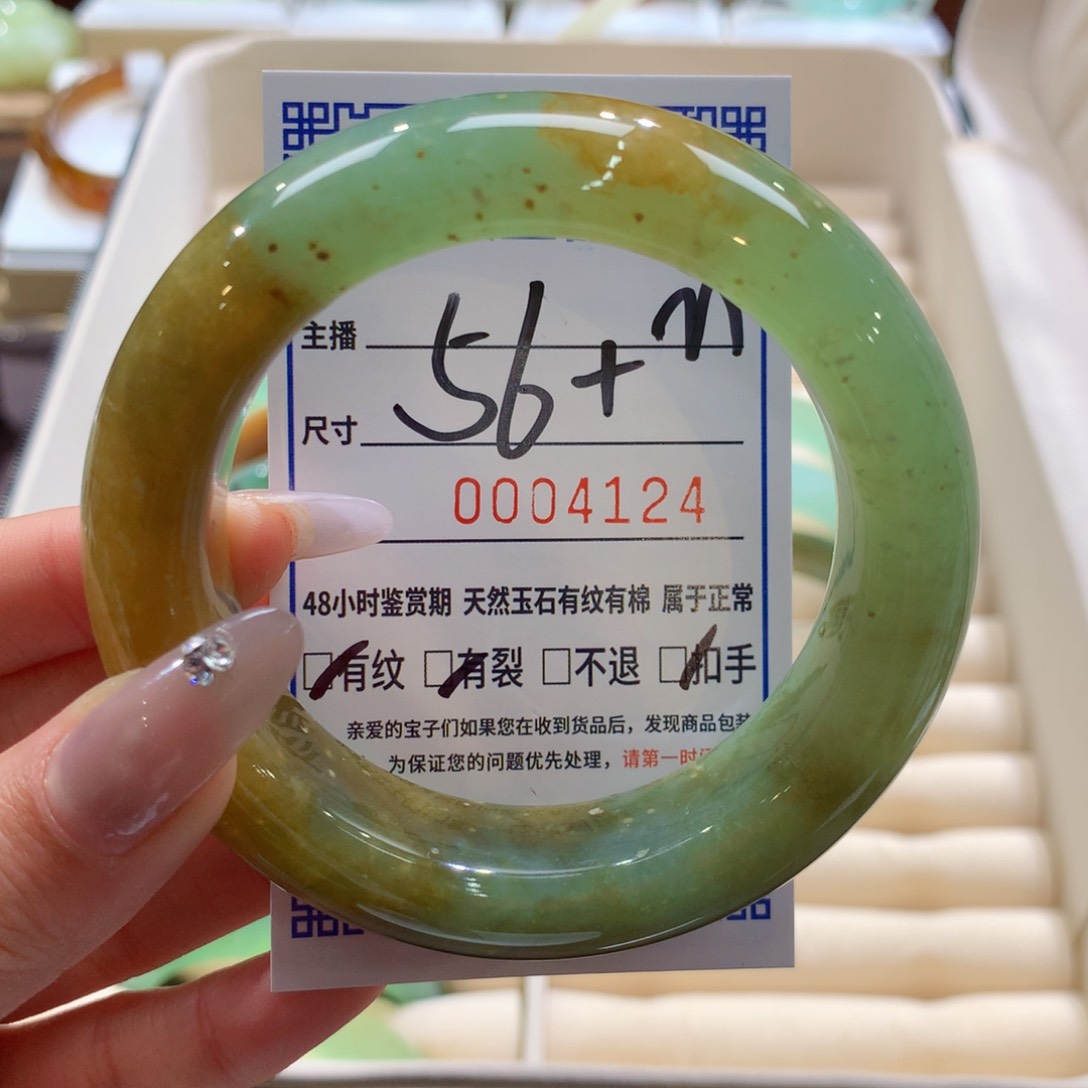 主播
尺寸 56+ m
0004124
48小时鉴赏期 天然玉石有纹有棉 属于正常
□有纹 □有裂 □不退 □扣手
亲爱的宝子们如果您在收到货品后，发现商品包装
为保证您的问题优先处理，请第一时间